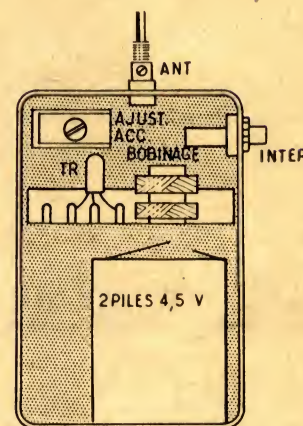 ANT
AJUST.
ACC.
BOBINAGE
INTER
TR
2 PILES 4,5 V